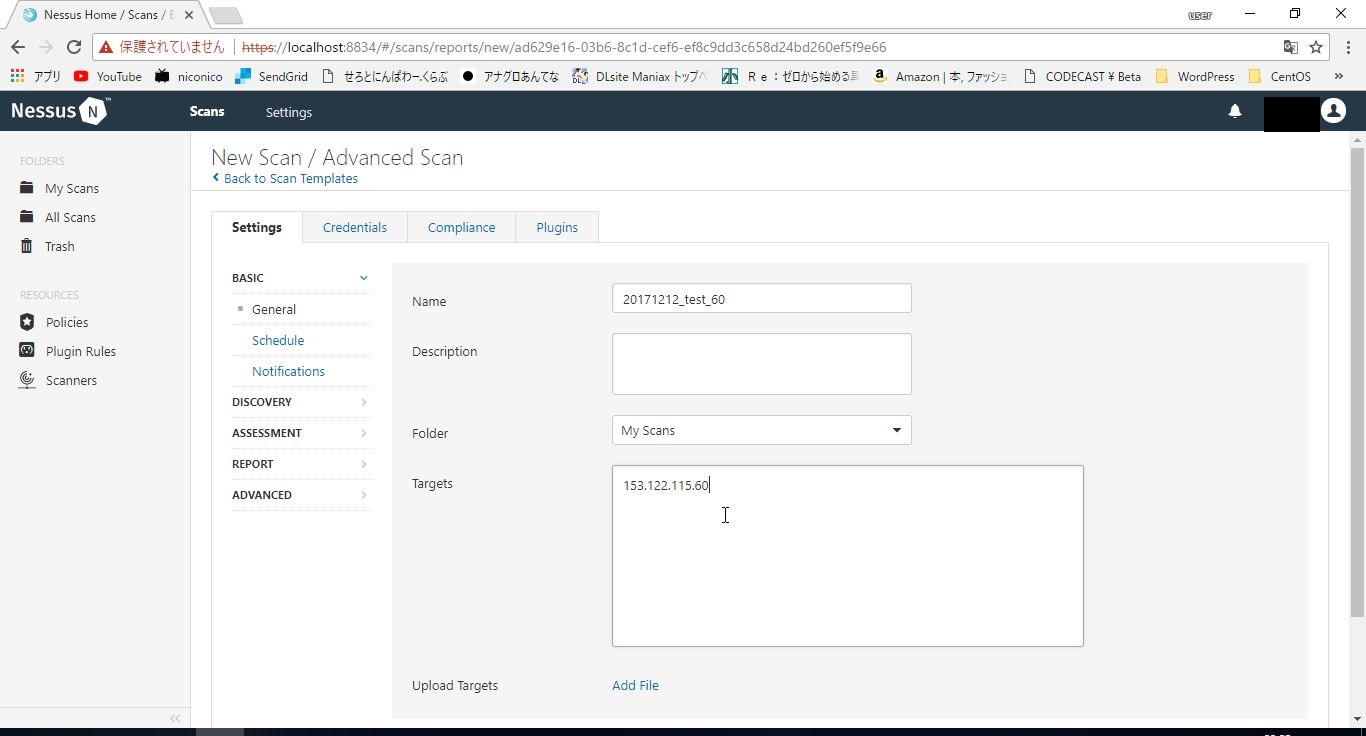 Nessus Home / Scans / E
user
保護されていません
https://localhost:8834/#/scans/reports/new/ad629e16-03b6-8c1d-cef6-ef8c9dd3c658d24bd260ef5f9e66
アプリ YouTube niconico SendGrid せろとにんぱわー.くらぶ アナグロあんてな DLsite Maniax トップペ Ｒｅ：ゼロから始める Amazon | 本, ファッショ CODECAST ¥ Beta WordPress CentOS »
Nessus N ™
Scans Settings
FOLDERS
My Scans
All Scans
Trash
RESOURCES
Policies
Plugin Rules
Scanners
New Scan / Advanced Scan
Back to Scan Templates
Settings Credentials Compliance Plugins
BASIC
General
Schedule
Notifications
DISCOVERY
ASSESSMENT
REPORT
ADVANCED
Name 20171212_test_60
Description
Folder My Scans
Targets 153.122.115.60
Upload Targets Add File